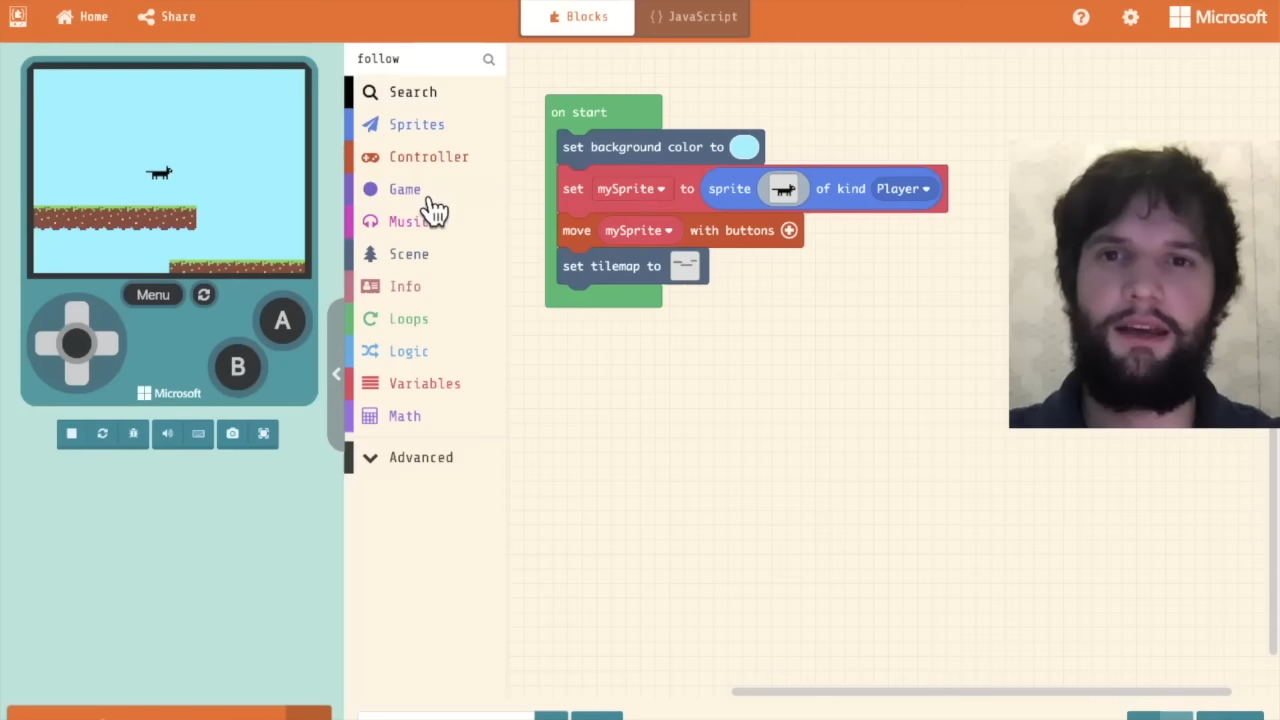 Home
Share
Blocks
{} JavaScript
Microsoft
follow
Search
Sprites
Controller
Game
Music
Scene
Info
Loops
Logic
Variables
Math
Advanced
Menu
A
B
Microsoft
on start
set background color to
set mySprite to sprite of kind Player
move mySprite with buttons
set tilemap to